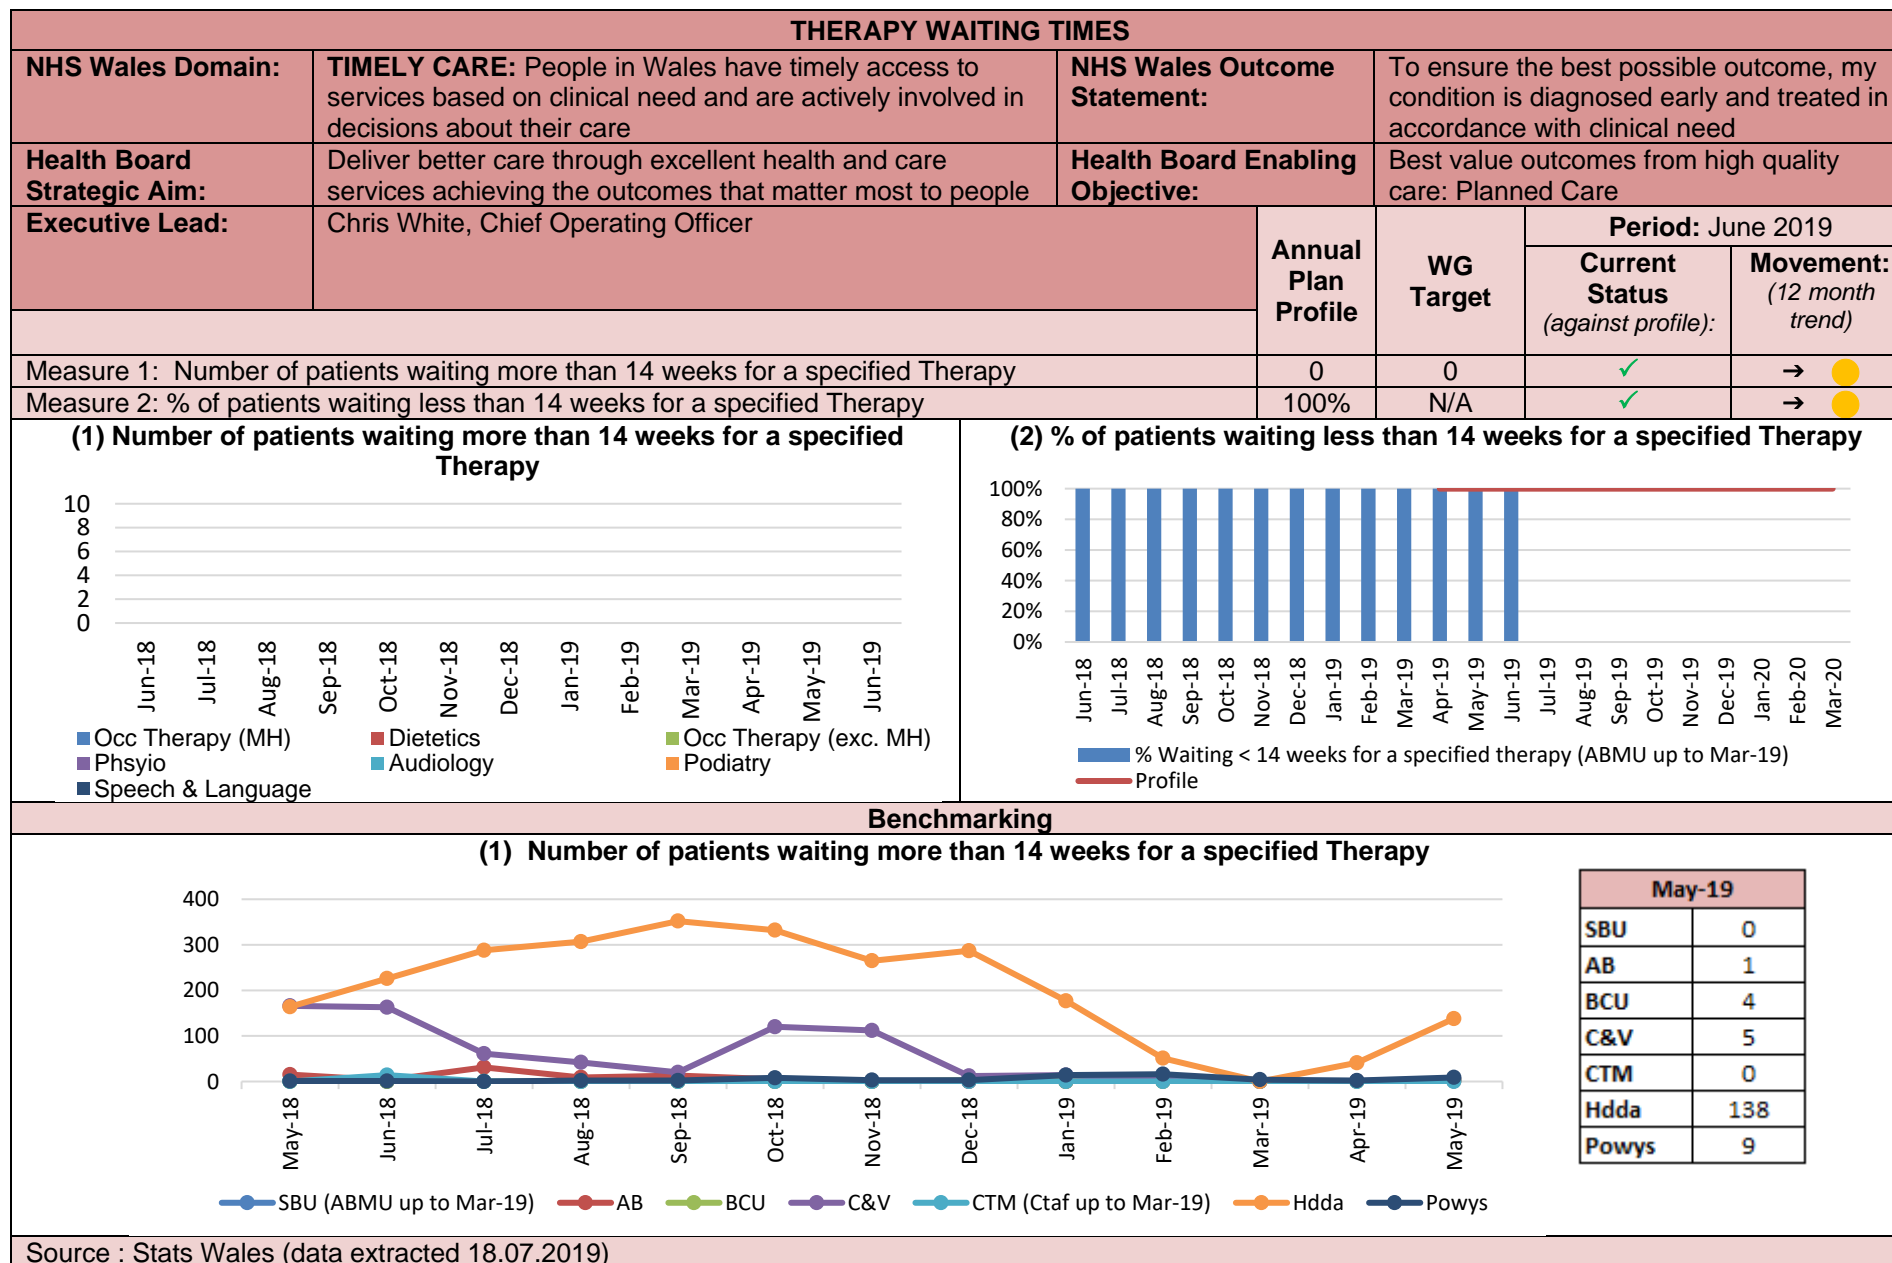 THERAPY WAITING TIMES
NHS Wales Domain:
TIMELY CARE: People in Wales have timely access to
services based on clinical need and are actively involved in
decisions about their care
NHS Wales Outcome
Statement:
To ensure the best possible outcome, my
condition is diagnosed early and treated in
accordance with clinical need
Health Board
Strategic Aim:
Deliver better care through excellent health and care
services achieving the outcomes that matter most to people
Health Board Enabling
Objective:
Best value outcomes from high quality
care: Planned Care
Executive Lead:
Chris White, Chief Operating Officer
Annual
Plan
Profile
WG
Target
Period: June 2019
Current
Status
(against profile):
Movement:
(12 month
trend)
Measure 1: Number of patients waiting more than 14 weeks for a specified Therapy
0
0
✓
➔
Measure 2: % of patients waiting less than 14 weeks for a specified Therapy
100%
N/A
✓
➔
(1) Number of patients waiting more than 14 weeks for a specified
Therapy
10
8
6
4
2
0
Jun-18
Jul-18
Aug-18
Sep-18
Oct-18
Nov-18
Dec-18
Jan-19
Feb-19
Mar-19
Apr-19
May-19
Jun-19
Occ Therapy (MH)
Dietetics
Occ Therapy (exc. MH)
Phsyio
Audiology
Podiatry
Speech & Language
(2) % of patients waiting less than 14 weeks for a specified Therapy
100%
80%
60%
40%
20%
0%
Jun-18
Jul-18
Aug-18
Sep-18
Oct-18
Nov-18
Dec-18
Jan-19
Feb-19
Mar-19
Apr-19
May-19
Jun-19
Jul-19
Aug-19
Sep-19
Oct-19
Nov-19
Dec-19
Jan-20
Feb-20
Mar-20
% Waiting < 14 weeks for a specified therapy (ABMU up to Mar-19)
Profile
Benchmarking
(1) Number of patients waiting more than 14 weeks for a specified Therapy
400
300
200
100
0
May-18
Jun-18
Jul-18
Aug-18
Sep-18
Oct-18
Nov-18
Dec-18
Jan-19
Feb-19
Mar-19
Apr-19
May-19
SBU (ABMU up to Mar-19)
AB
BCU
C&V
CTM (Ctaf up to Mar-19)
Hdda
Powys
May-19
SBU 0
AB 1
BCU 4
C&V 5
CTM 0
Hdda 138
Powys 9
Source : Stats Wales (data extracted 18.07.2019)